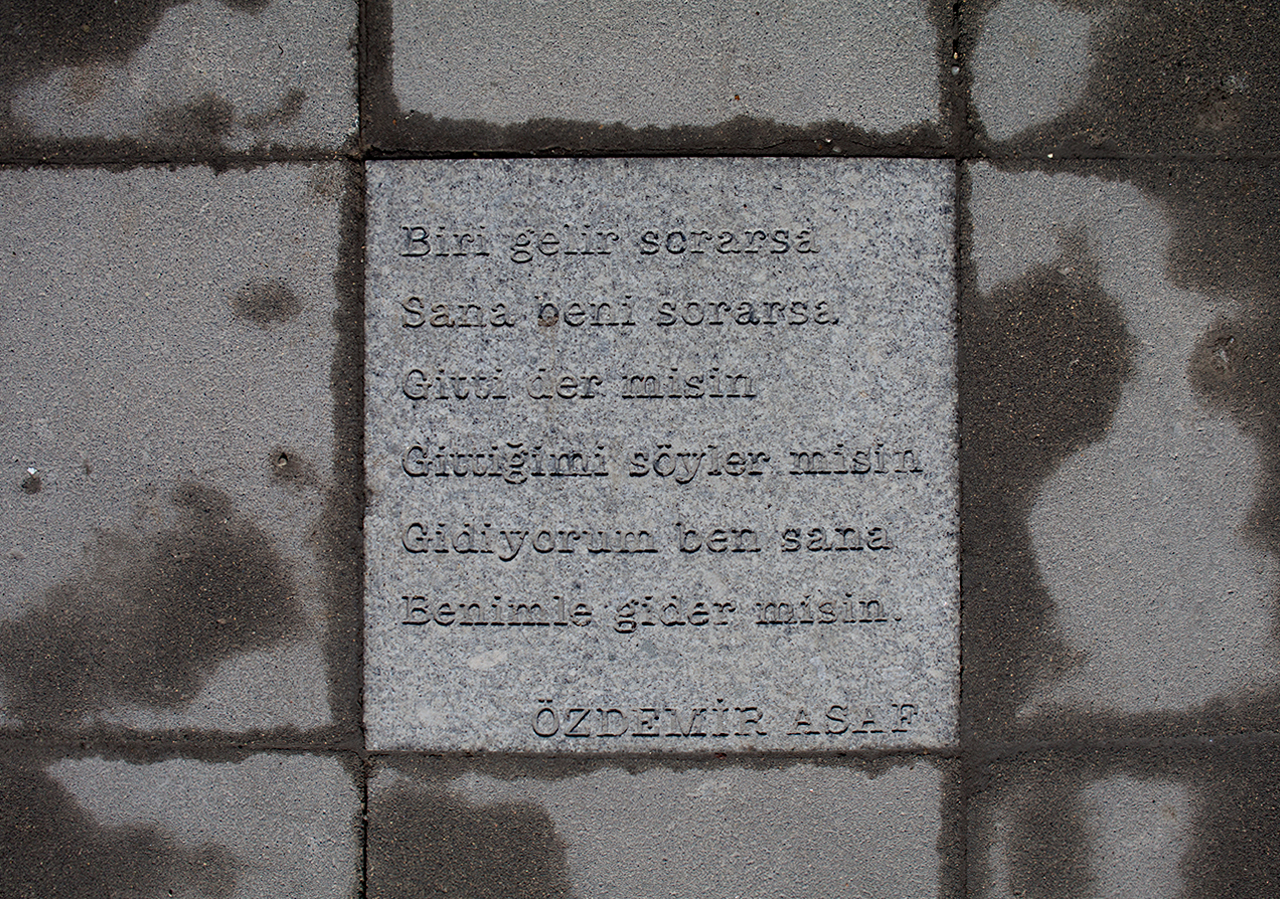 Biri gelir sorarsa
Sana beni sorarsa
Gitti der misin
Gittiğimi söyler misin
Gidiyorum ben sana
Benimle gider misin.
ÖZDEMİR ASAF